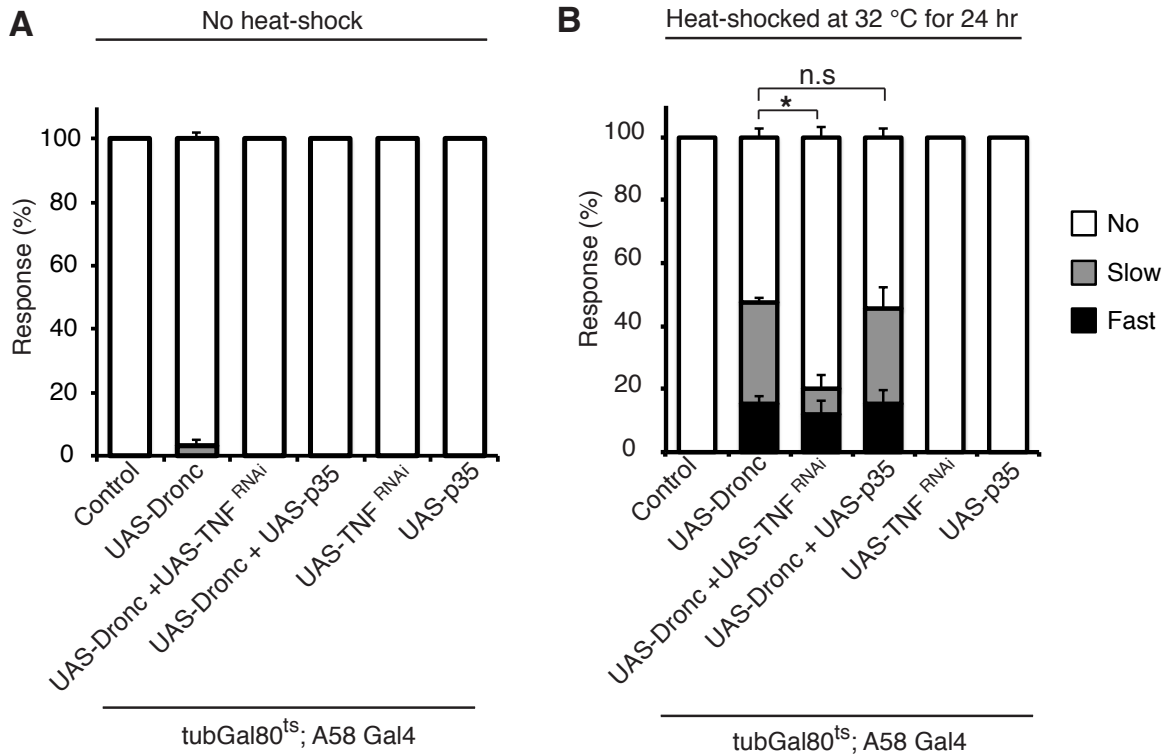 A
No heat-shock
Response (%)
100
80
60
40
20
0
Control
UAS-Dronc
UAS-Dronc +UAS-TNF RNAi
UAS-Dronc + UAS-p35
UAS-TNF RNAi
UAS-p35
tubGal80ts; A58 Gal4
B
Heat-shocked at 32 °C for 24 hr
n.s
*
Response (%)
100
80
60
40
20
0
Control
UAS-Dronc
UAS-Dronc +UAS-TNF RNAi
UAS-Dronc + UAS-p35
UAS-TNF RNAi
UAS-p35
tubGal80ts; A58 Gal4
No
Slow
Fast